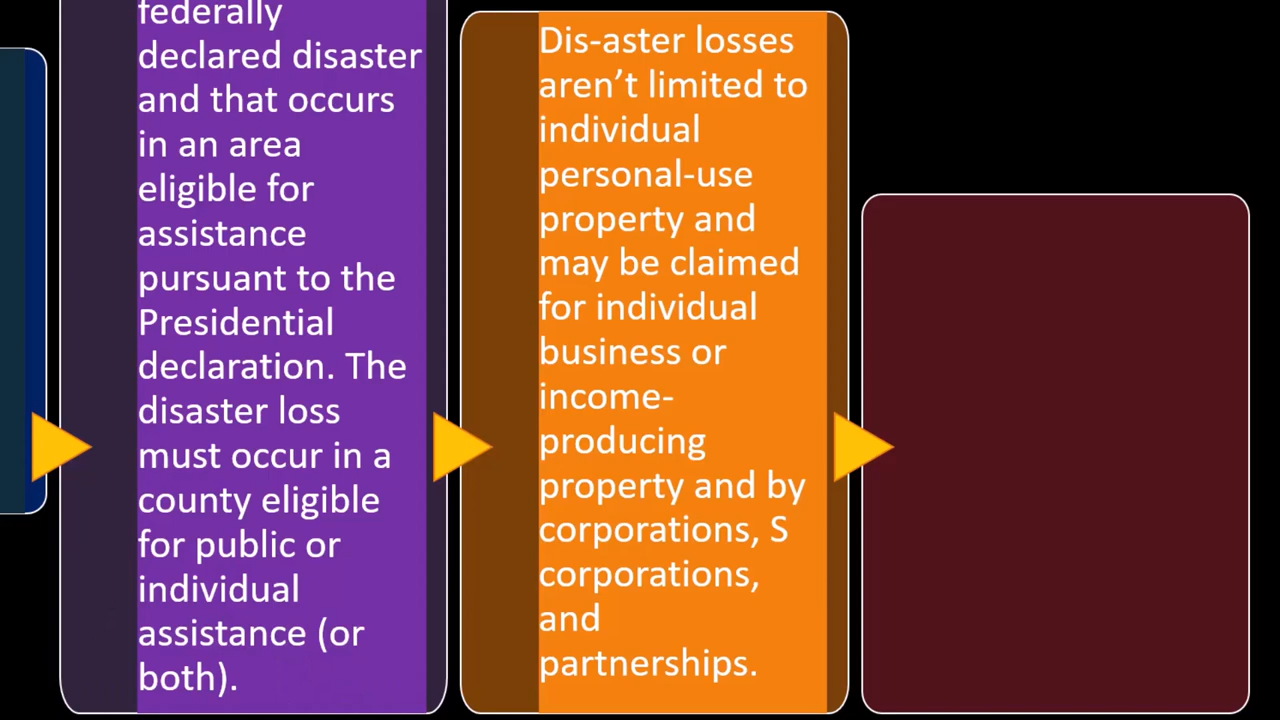 federally
declared disaster
and that occurs
in an area
eligible for
assistance
pursuant to the
Presidential
declaration. The
disaster loss
must occur in a
county eligible
for public or
individual
assistance (or
both).
Dis-aster losses
aren’t limited to
individual
personal-use
property and
may be claimed
for individual
business or
income-
producing
property and by
corporations, S
corporations,
and
partnerships.